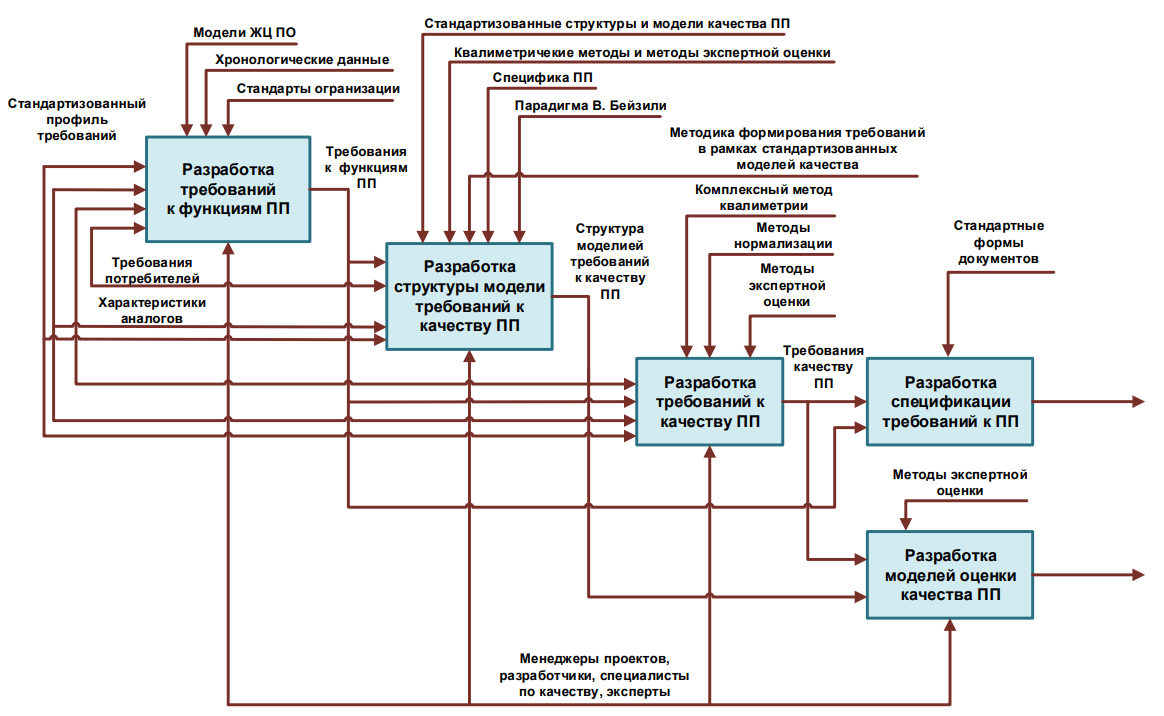 Модели ЖЦ ПО
Хронологические данные
Стандарты огранизации
Стандартизованный
профиль
требований
Стандартизованные структуры и модели качества ПП
Квалиметричекие методы и методы экспертной оценки
Специфика ПП
Парадигма В. Бейзили
Методика формирования требований
в рамках стандартизованных
моделей качества
Разработка
требований
к функциям ПП
Требования
к функциям
ПП
Комплексный метод
квалиметрии
Методы
нормализации
Методы
экспертной
оценки
Стандартные
формы
документов
Требования
потребителей
Характеристики
аналогов
Разработка
структуры модели
требований к
качеству ПП
Структура
моделией
требований
к качеству
ПП
Требования
качеству
ПП
Разработка
требований к
качеству ПП
Разработка
спецификации
требований к ПП
Методы экспертной
оценки
Разработка
моделей оценки
качества ПП
Менеджеры проектов,
разработчики, специалисты
по качеству, эксперты